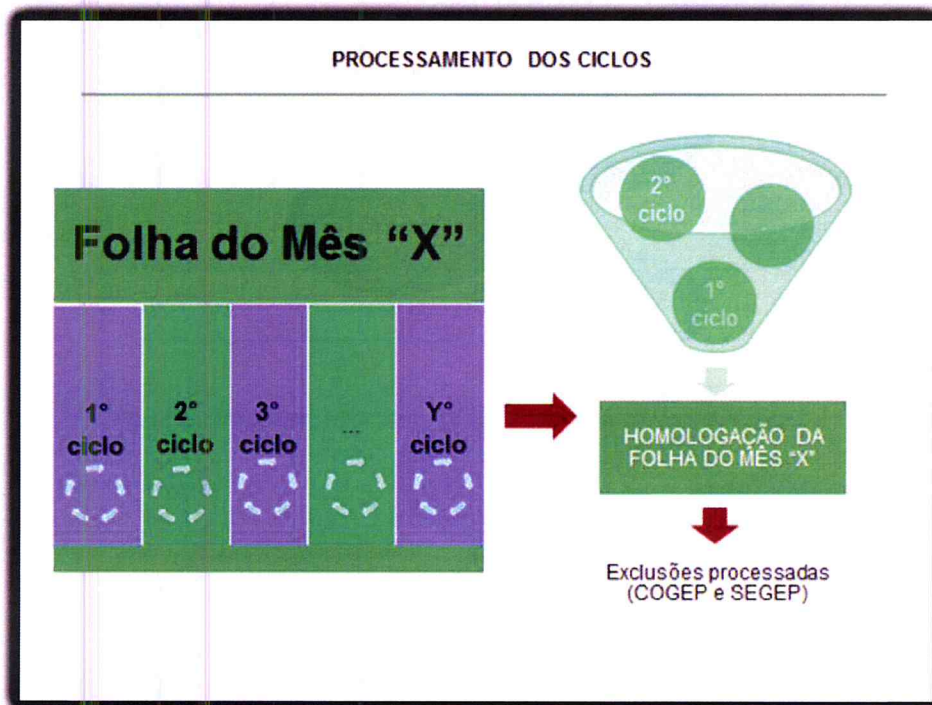 PROCESSAMENTO DOS CICLOS
Folha do Mês “X”
1°
ciclo
2°
ciclo
3°
ciclo
...
Y°
ciclo
2°
ciclo
1°
ciclo
HOMOLOGAÇÃO DA
FOLHA DO MÊS “X”
Exclusões processadas
(COGEP e SEGEP)